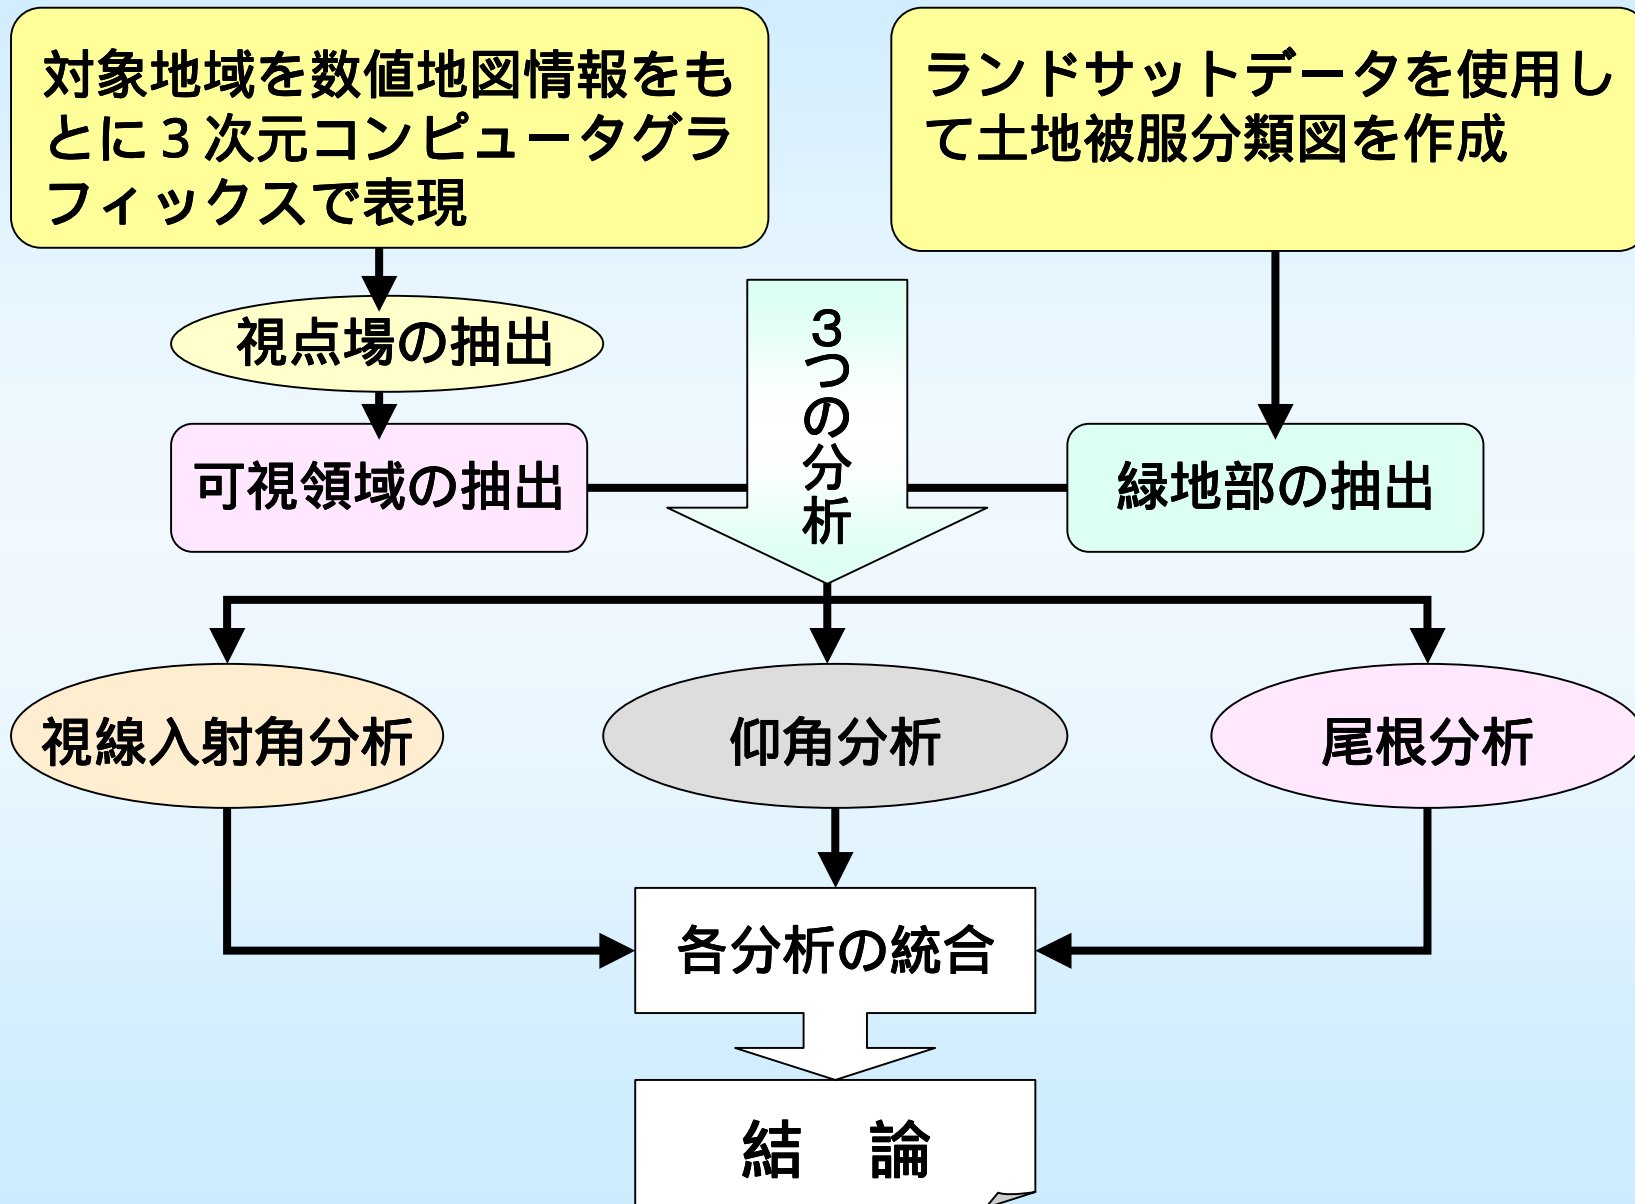 対象地域を数値地図情報をも
とに３次元コンピュータグラ
フィックスで表現
ランドサットデータを使用し
て土地被服分類図を作成
視点場の抽出
３つの分析
可視領域の抽出
緑地部の抽出
視線入射角分析
仰角分析
尾根分析
各分析の統合
結　論